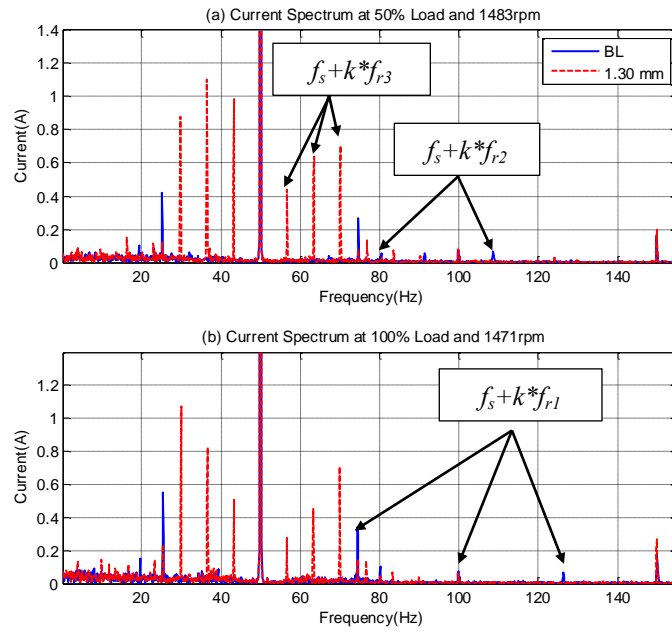 (a) Current Spectrum at 50% Load and 1483rpm
1.4
1.2
1
0.8
0.6
0.4
0.2
0
Current(A)
fs+k*fr3
fs+k*fr2
BL
1.30 mm
20 40 60 80 100 120 140
Frequency(Hz)
(b) Current Spectrum at 100% Load and 1471rpm
1.2
1
0.8
0.6
0.4
0.2
0
Current(A)
fs+k*fr1
20 40 60 80 100 120 140
Frequency(Hz)